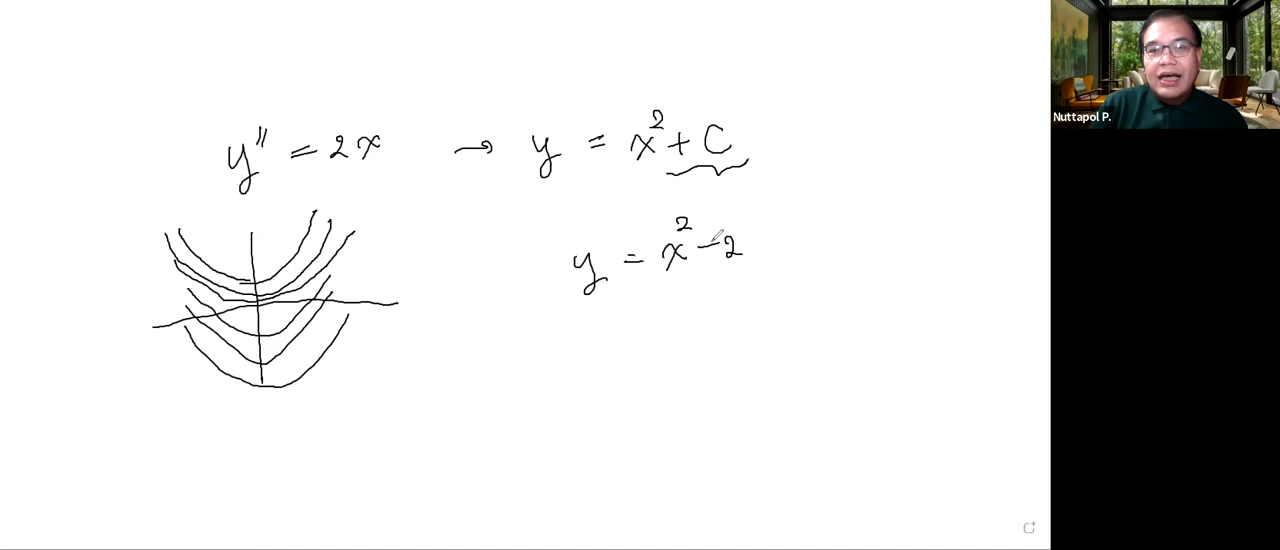 y'' = 2x → y = x² + C
y = x² - 2
Nuttapol P.